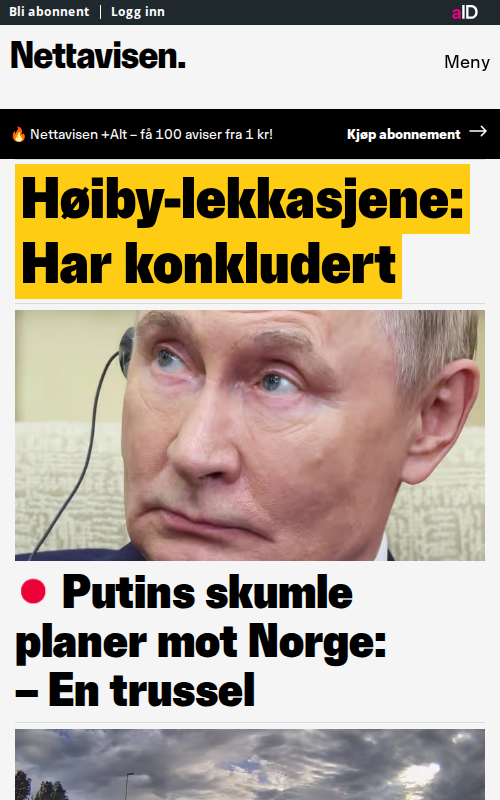 Bli abonnent | Logg inn
aID
Nettavisen.
Meny
🔥 Nettavisen +Alt – få 100 aviser fra 1 kr!
Kjøp abonnement →
Høiby-lekkasjene:
Har konkludert
Putins skumle
planer mot Norge:
– En trussel